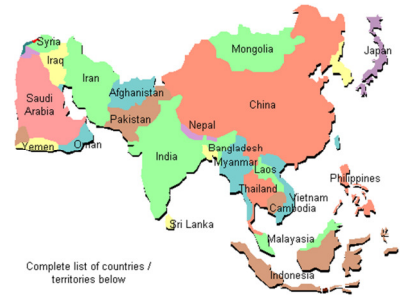 Syria
Mongolia
Japan
Iraq
Iran
Afghanistan
China
Saudi
Arabia
Pakistan
Nepal
Yemen
Oman
India
Bangladesh
Myanmar
Laos
Thailand
Philippines
Vietnam
Cambodia
Sri Lanka
Malayasia
Indonesia
Complete list of countries /
territories below